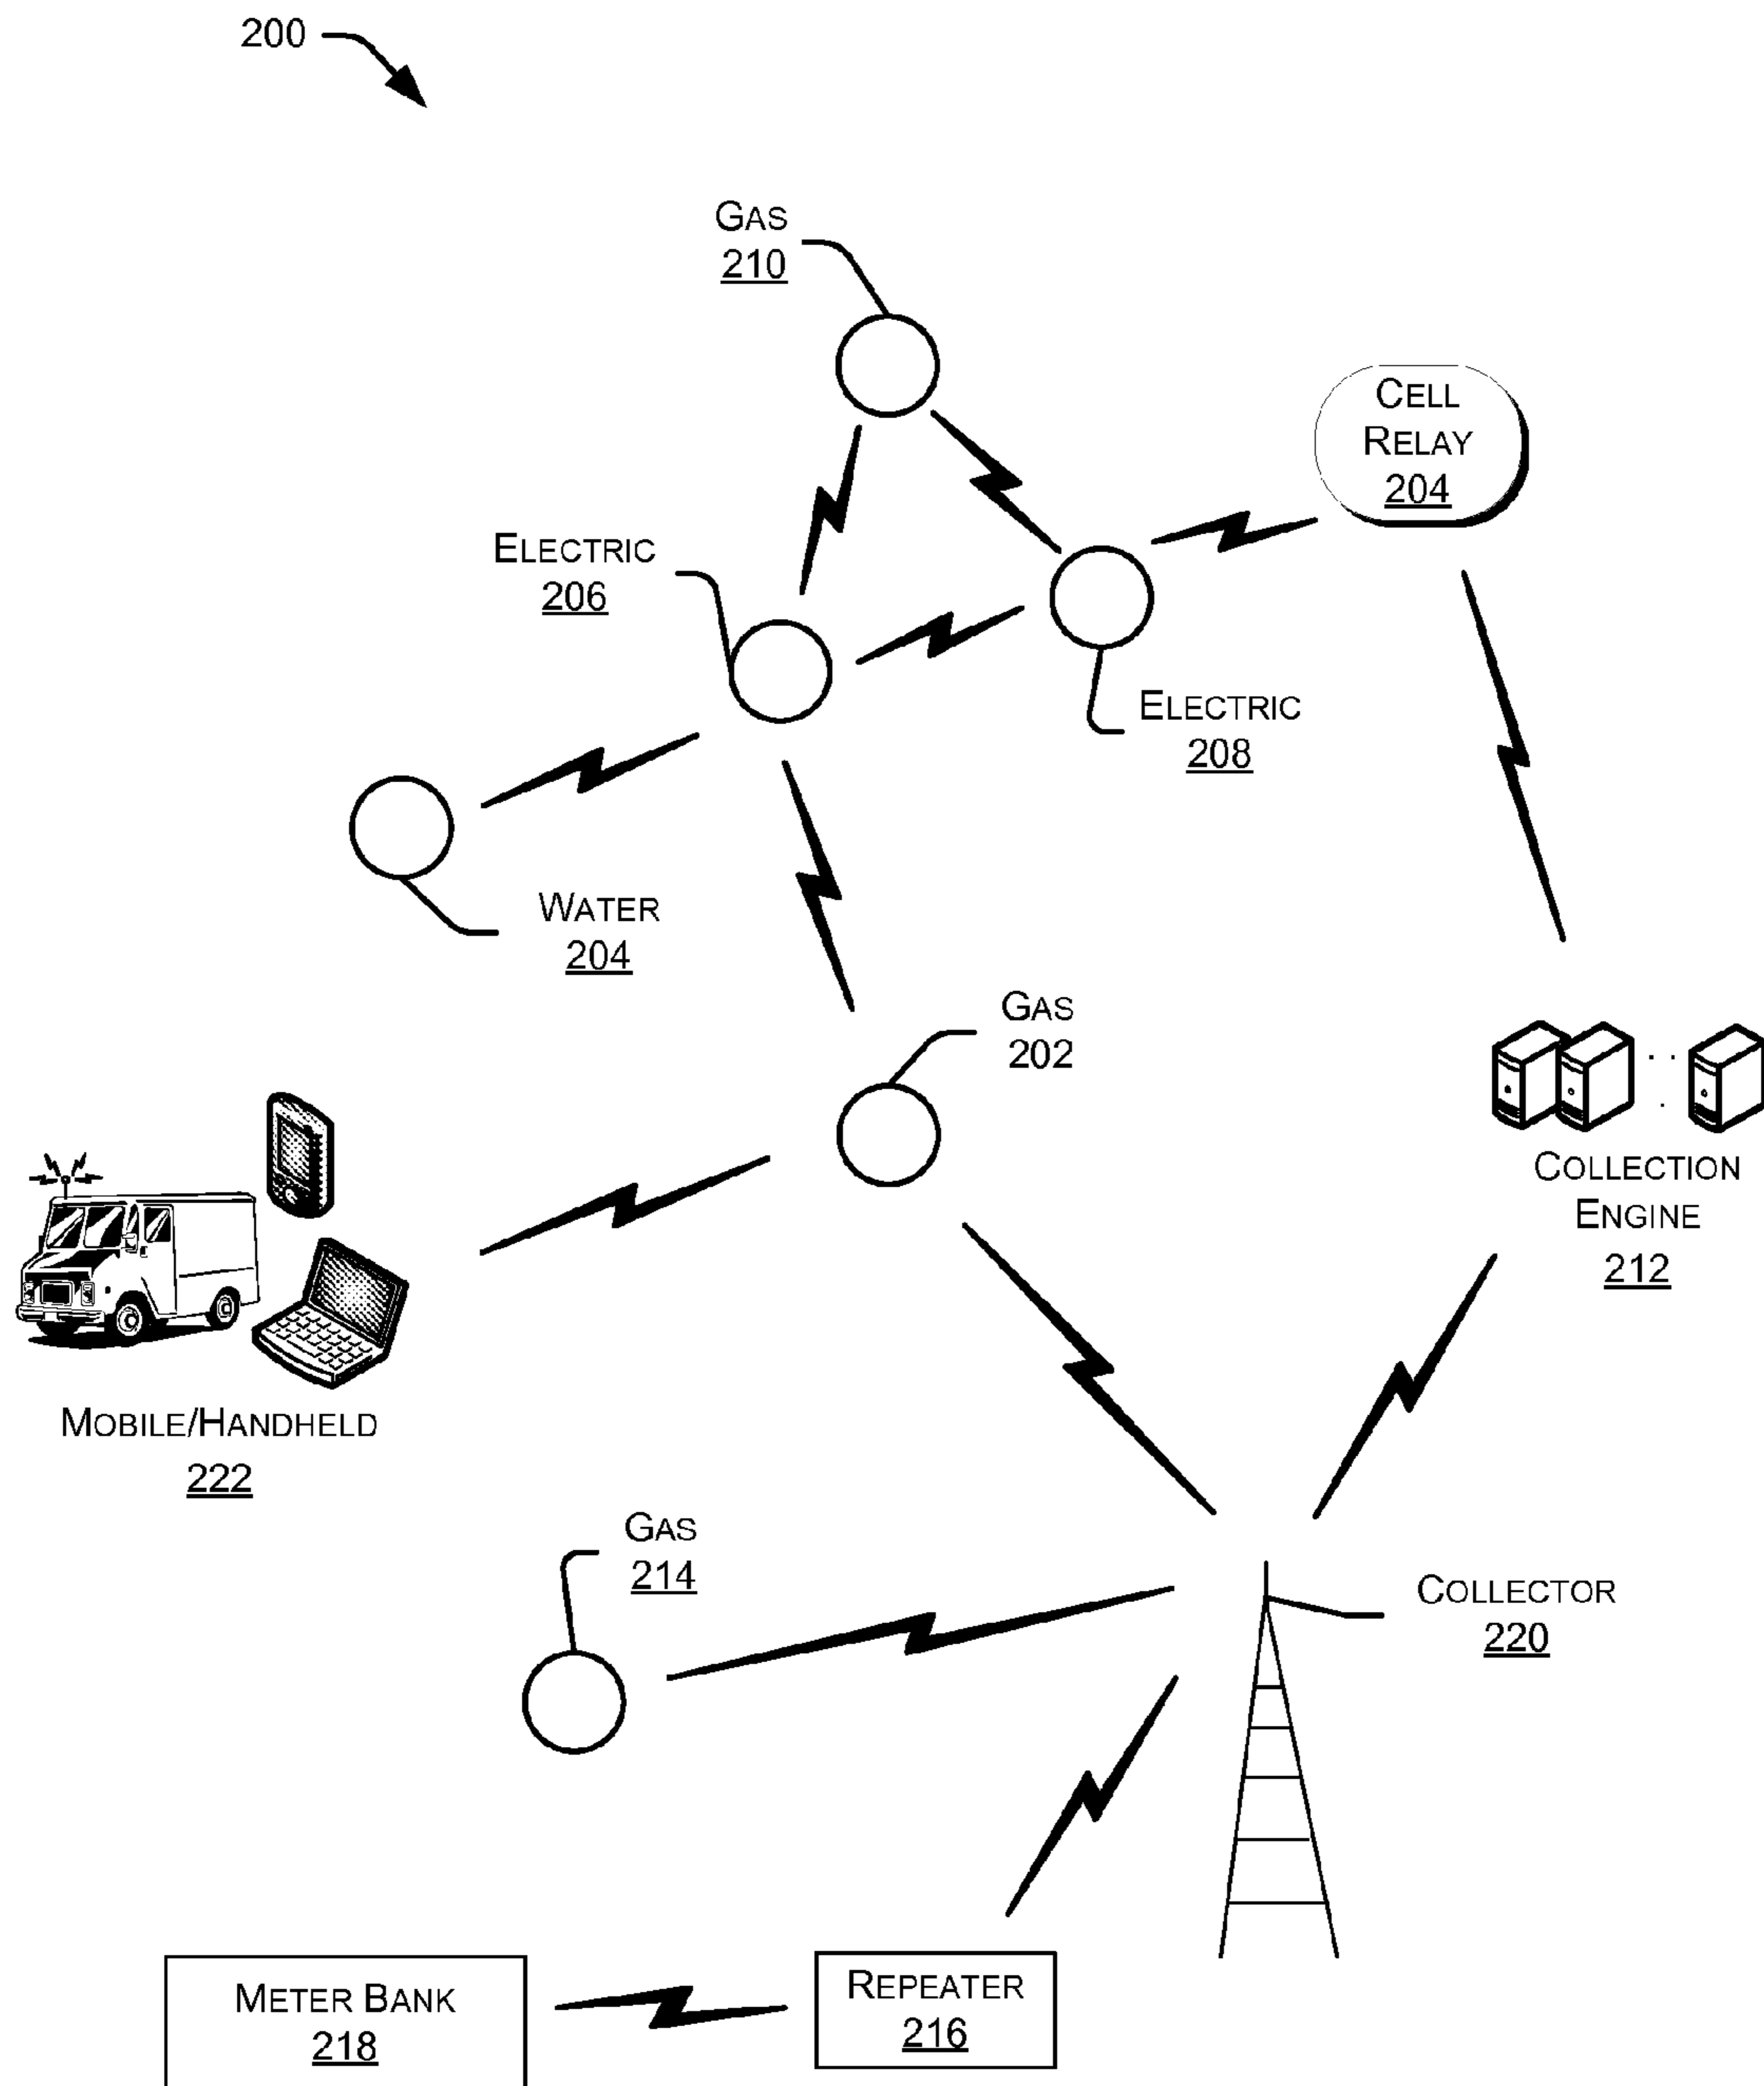 200
GAS
210
CELL
RELAY
204
ELECTRIC
206
ELECTRIC
208
WATER
204
GAS
202
COLLECTION
ENGINE
212
MOBILE/HANDHELD
222
GAS
214
COLLECTOR
220
METER BANK
218
REPEATER
216